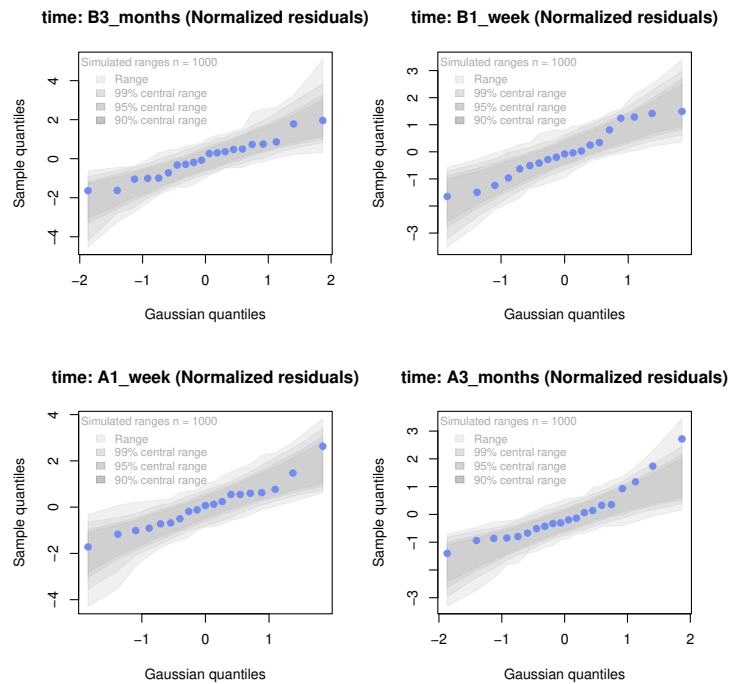 time: B3_months (Normalized residuals)
Simulated ranges n = 1000
Range
99% central range
95% central range
90% central range
Sample quantiles
4
2
0
−2
−4
−2
−1
0
1
2
Gaussian quantiles
time: B1_week (Normalized residuals)
Simulated ranges n = 1000
Range
99% central range
95% central range
90% central range
Sample quantiles
3
2
1
0
−1
−3
−1
0
1
Gaussian quantiles
time: A1_week (Normalized residuals)
Simulated ranges n = 1000
Range
99% central range
95% central range
90% central range
Sample quantiles
4
2
0
−2
−4
−1
0
1
Gaussian quantiles
time: A3_months (Normalized residuals)
Simulated ranges n = 1000
Range
99% central range
95% central range
90% central range
Sample quantiles
3
2
1
0
−1
−3
−2
−1
0
1
2
Gaussian quantiles